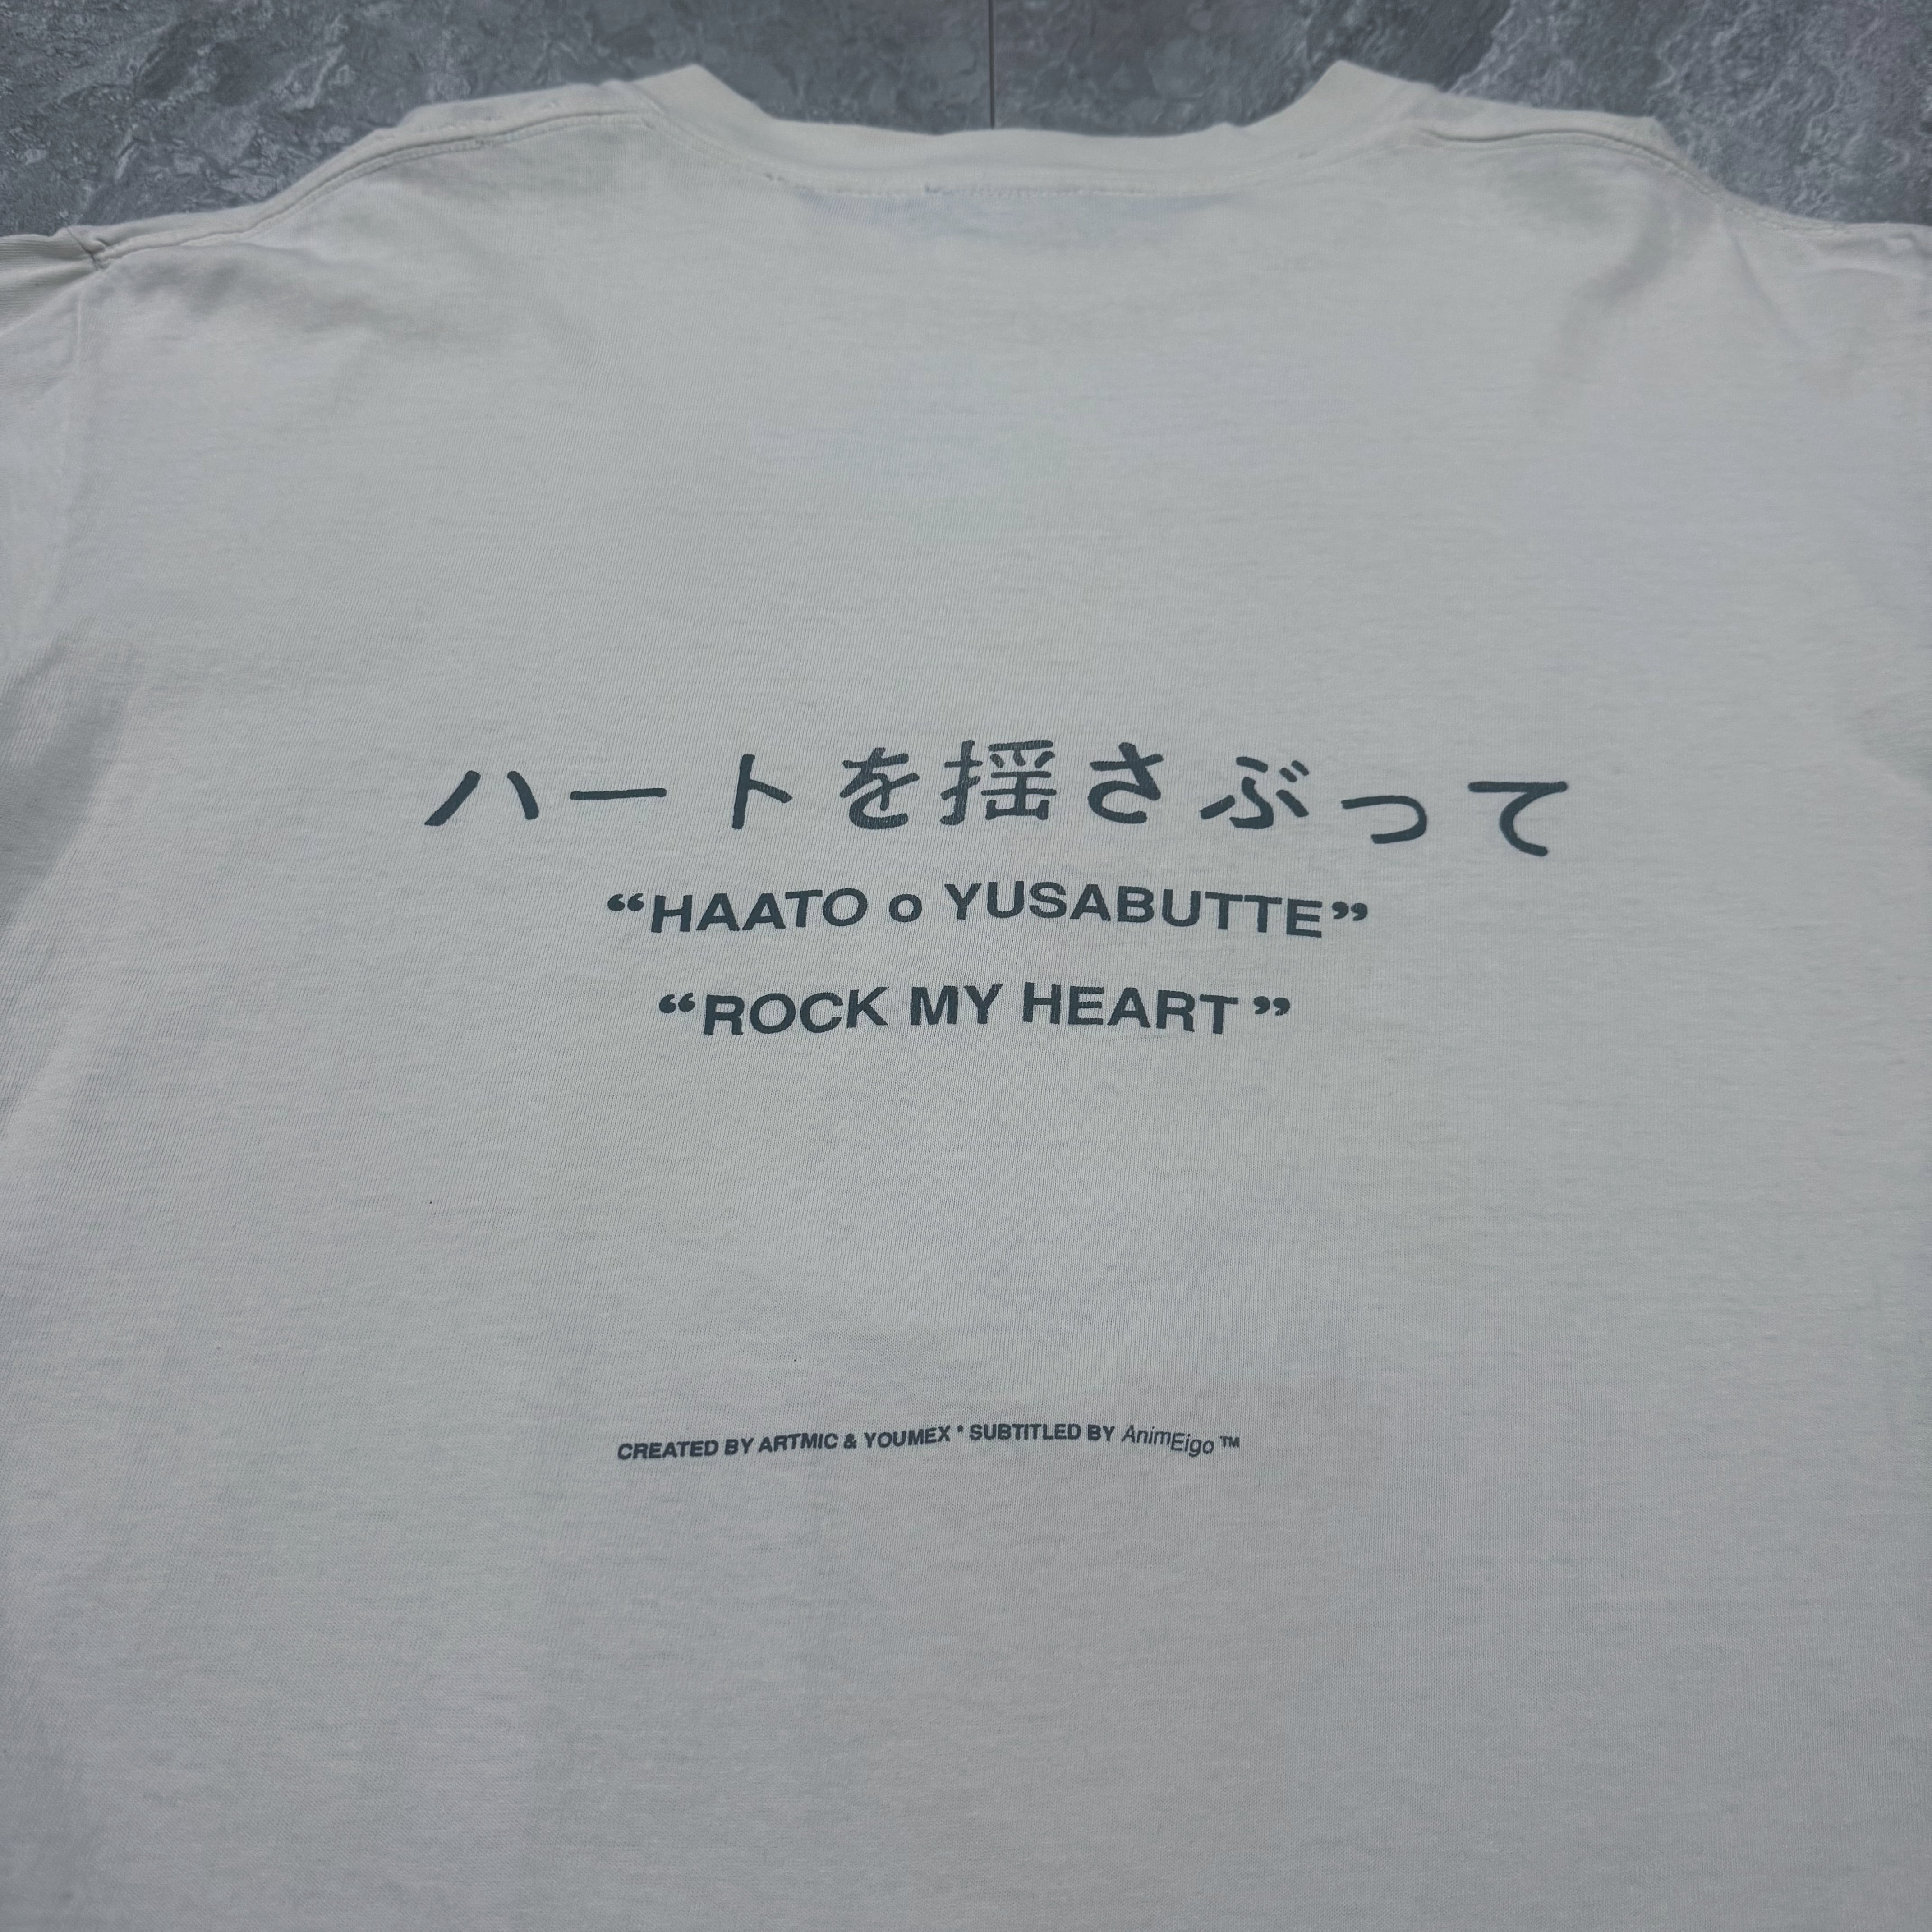 ハートを揺さぶって
“HAATO o YUSABUTTE”
“ROCK MY HEART”
CREATED BY ARTMIC & YOUMEX * SUBTITLED BY AnimEigo ™